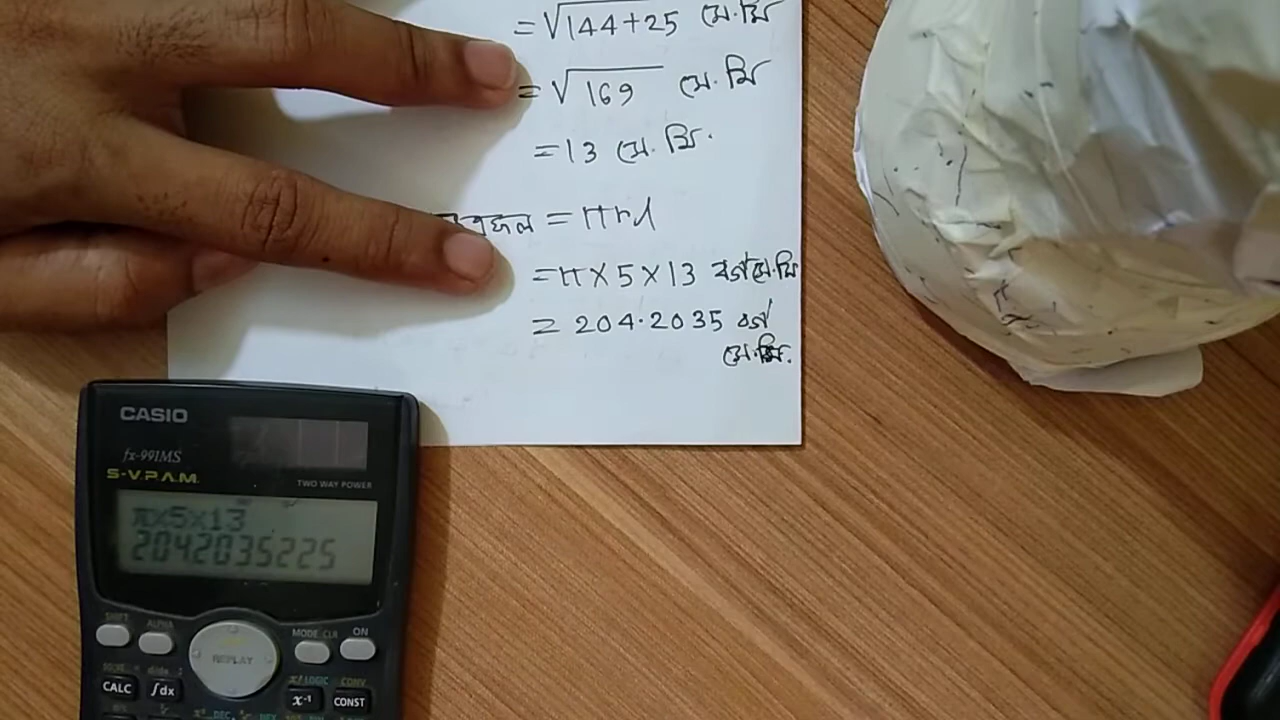 = √144+25 সে.মি
= √169 সে.মি
= 13 সে.মি.
= πrl
= π × 5 × 13 বর্গ সে.মি
= 204.2035 বর্গ
সে.মি.
CASIO
fx-991MS
S-V.P.A.M.
TWO WAY POWER
π×5×13
204.2035225
SHIFT ALPHA MODE CLR ON
REPLAY
x⁻¹ CONST
CALC ∫dx